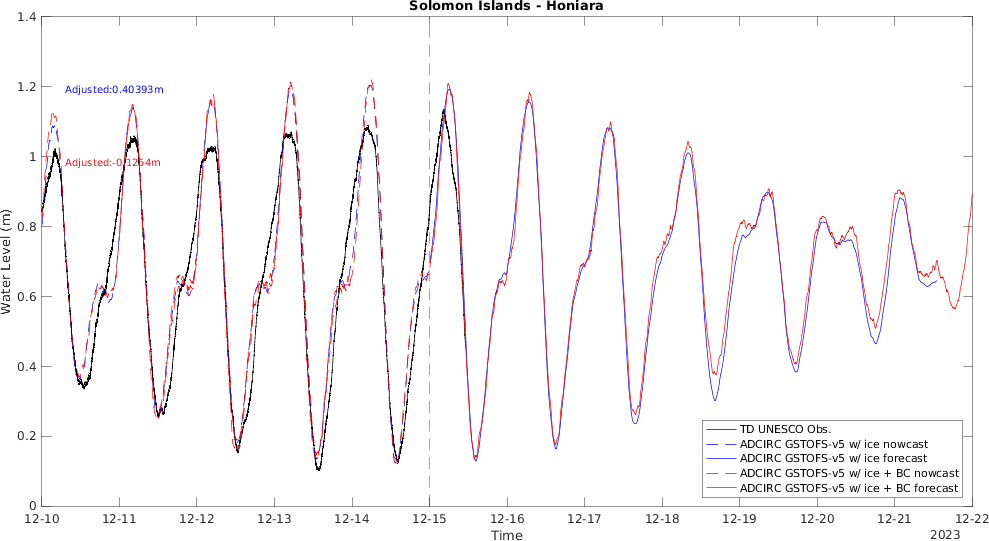 Solomon Islands - Honiara
1.4
1.2
1
0.8
0.6
0.4
0.2
0
Water Level (m)
Adjusted:0.40393m
Adjusted:-0.1264m
TD UNESCO Obs.
ADCIRC GSTOFS-v5 w/ ice nowcast
ADCIRC GSTOFS-v5 w/ ice forecast
ADCIRC GSTOFS-v5 w/ ice + BC nowcast
ADCIRC GSTOFS-v5 w/ ice + BC forecast
12-10 12-11 12-12 12-13 12-14 12-15 12-16 12-17 12-18 12-19 12-20 12-21 12-22
Time
2023